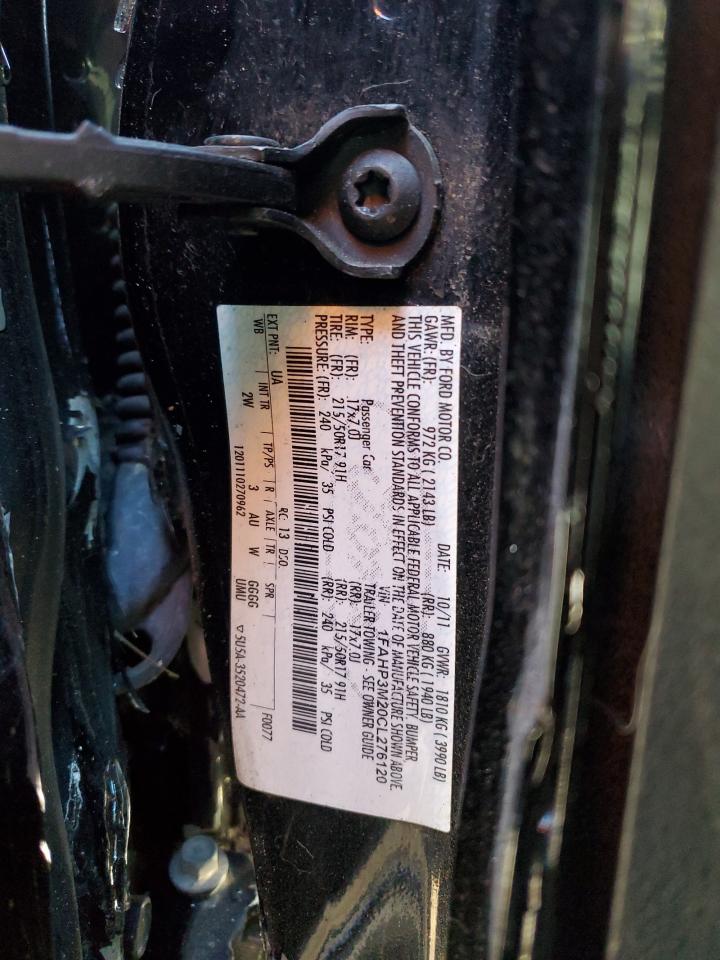 MFD. BY FORD MOTOR CO. DATE: 10/11 GVWR: 1810 KG ( 3990 LB)
GAWR: (FR): 972 KG ( 2143 LB) (RR): 880 KG ( 1940 LB)
THIS VEHICLE CONFORMS TO ALL APPLICABLE FEDERAL MOTOR VEHICLE SAFETY, BUMPER
AND THEFT PREVENTION STANDARDS IN EFFECT ON THE DATE OF MANUFACTURE SHOWN ABOVE.
VIN: 1FAHP3M20CL276120
TYPE: Passenger Car TRAILER TOWING - SEE OWNER GUIDE
RIM: (FR): 17x7.0J (RR): 17x7.0J
TIRE: (FR): 215/50R17 91H (RR): 215/50R17 91H
PRESSURE: (FR): 240 kPa/ 35 PSI COLD (RR): 240 kPa/ 35 PSI COLD
RC: 13 DSO:
EXT PNT: UA F0077
INT TR TP/PS R AXLE TR SPR
WB 2W 3 AU W GGGG
UMU
1201110270962 5U5A-3520472-AA